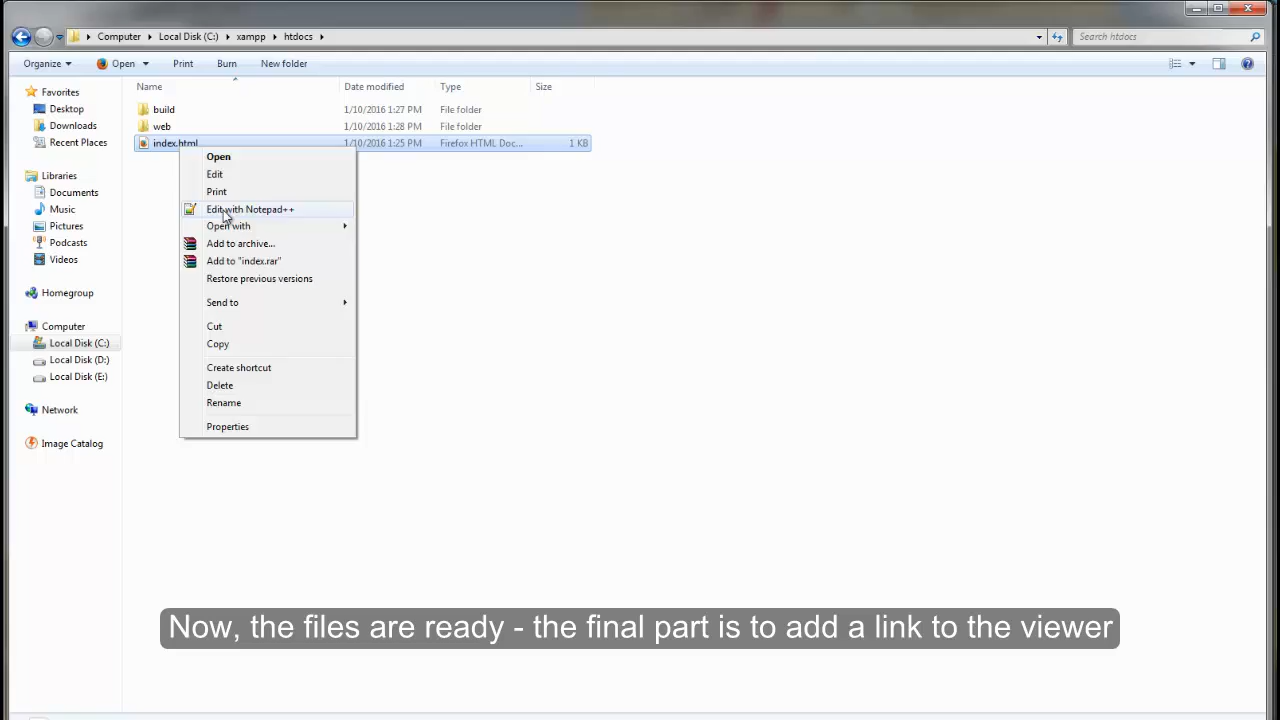 Computer Local Disk (C:) xampp htdocs Search htdocs
Organize Open Print Burn New folder
Name Date modified Type Size
Favorites
Desktop
Downloads
Recent Places
Libraries
Documents
Music
Pictures
Podcasts
Videos
Homegroup
Computer
Local Disk (C:)
Local Disk (D:)
Local Disk (E:)
Network
Image Catalog
build 1/10/2016 1:27 PM File folder
web 1/10/2016 1:28 PM File folder
index.html 1/10/2016 1:25 PM Firefox HTML Doc... 1 KB
Open
Edit
Print
Edit with Notepad++
Open with
Add to archive...
Add to "index.rar"
Restore previous versions
Send to
Cut
Copy
Create shortcut
Delete
Rename
Properties
Now, the files are ready - the final part is to add a link to the viewer